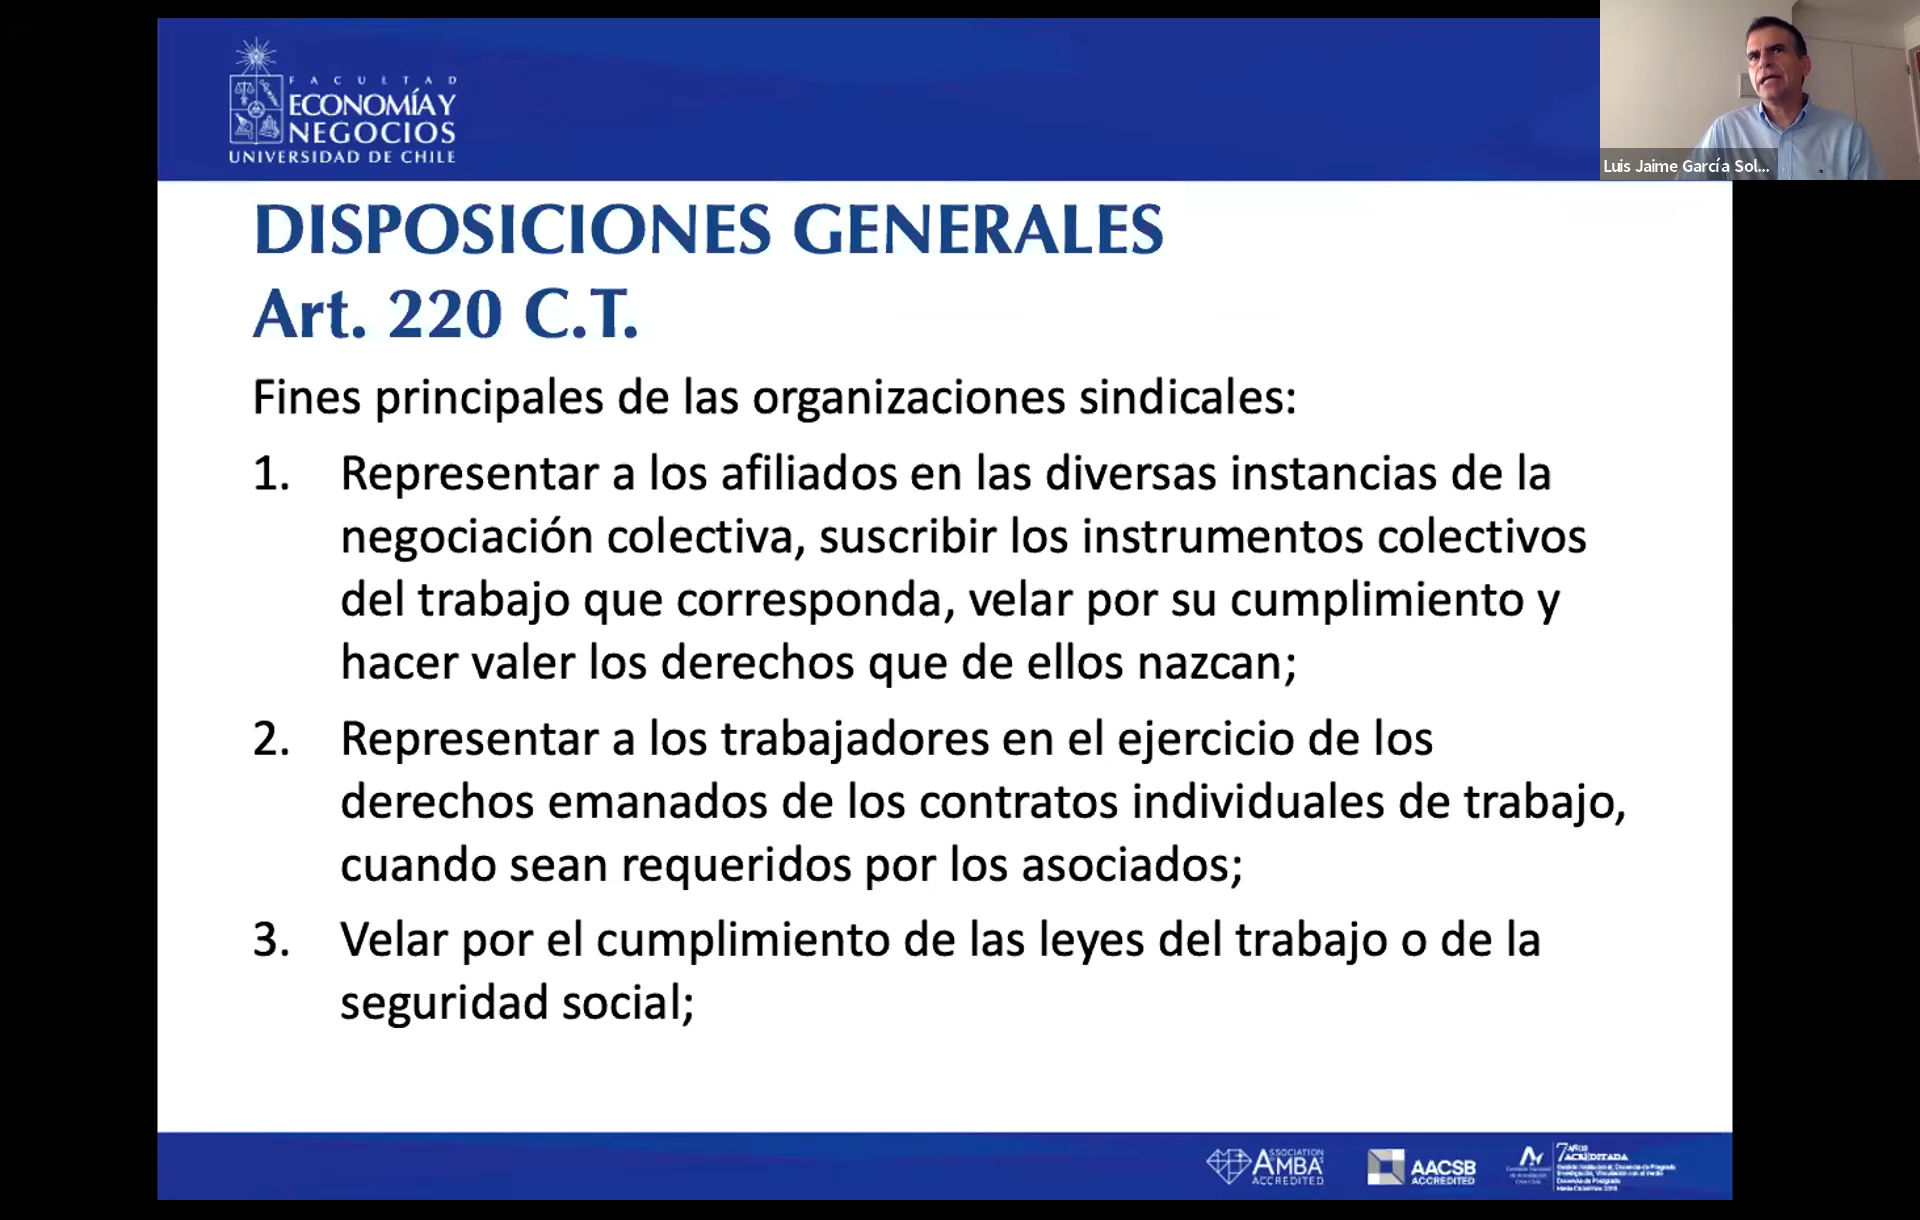 FACULTAD
ECONOMÍA Y
NEGOCIOS
UNIVERSIDAD DE CHILE
Luis Jaime García Sol...
DISPOSICIONES GENERALES
Art. 220 C.T.
Fines principales de las organizaciones sindicales:
1. Representar a los afiliados en las diversas instancias de la
negociación colectiva, suscribir los instrumentos colectivos
del trabajo que corresponda, velar por su cumplimiento y
hacer valer los derechos que de ellos nazcan;
2. Representar a los trabajadores en el ejercicio de los
derechos emanados de los contratos individuales de trabajo,
cuando sean requeridos por los asociados;
3. Velar por el cumplimiento de las leyes del trabajo o de la
seguridad social;
ASSOCIATION
AMBA
ACCREDITED
AACSB
ACCREDITED
7 AÑOS
ACREDITADA